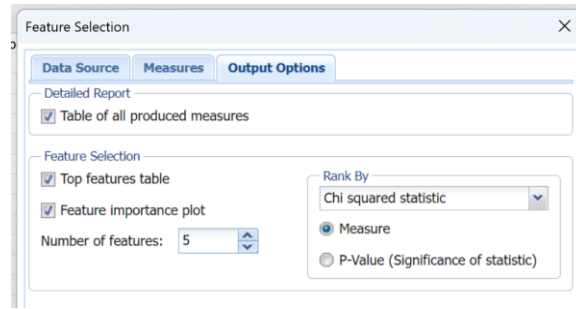 Feature Selection
Data Source Measures Output Options
Detailed Report
Table of all produced measures
Feature Selection
Top features table
Feature importance plot
Number of features: 5
Rank By
Chi squared statistic
Measure
P-Value (Significance of statistic)